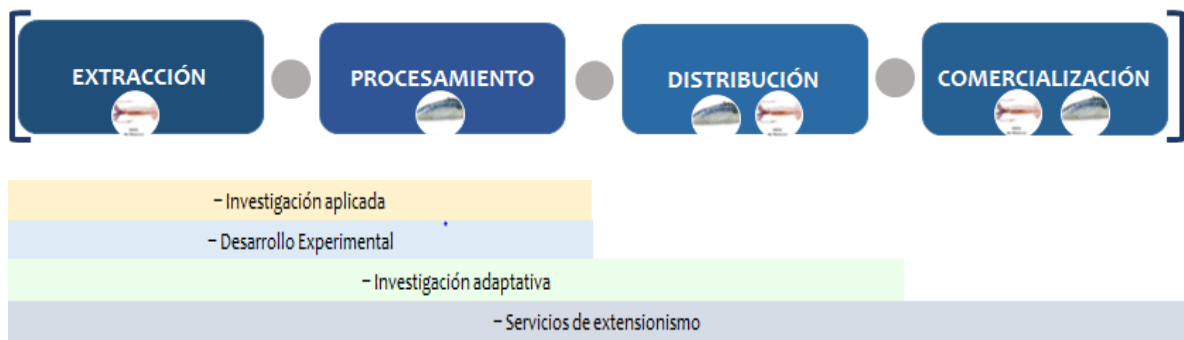 EXTRACCIÓN
PROCESAMIENTO
DISTRIBUCIÓN
COMERCIALIZACIÓN
– Investigación aplicada
– Desarrollo Experimental
– Investigación adaptativa
– Servicios de extensionismo